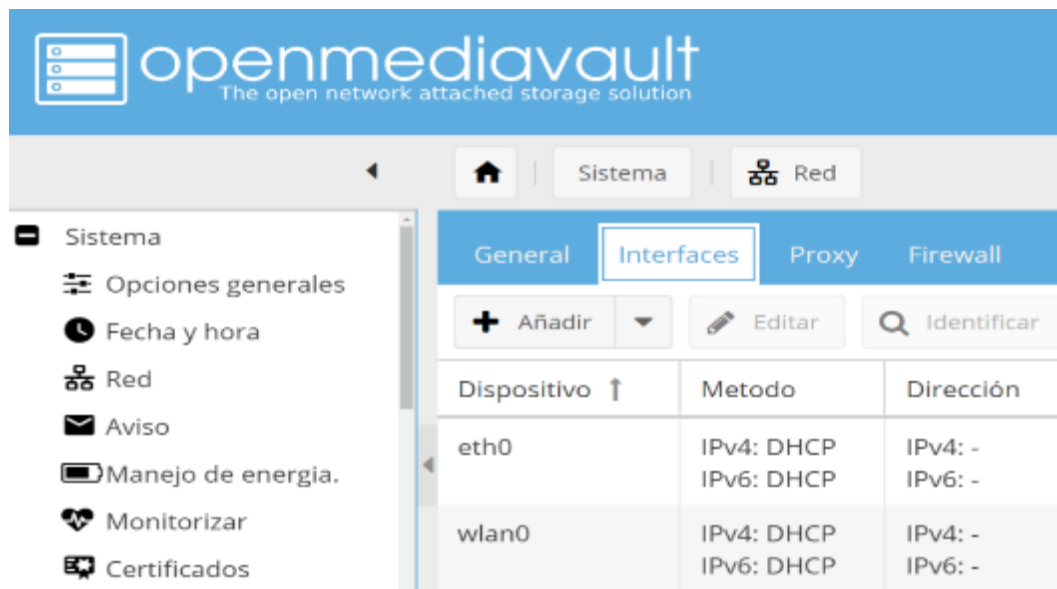 openmediavault
The open network attached storage solution
Sistema
Red
Sistema
Opciones generales
Fecha y hora
Red
Aviso
Manejo de energia.
Monitorizar
Certificados
General Interfaces Proxy Firewall
Añadir Editar Identificar
Dispositivo Metodo Dirección
eth0 IPv4: DHCP IPv4: -
IPv6: DHCP IPv6: -
wlan0 IPv4: DHCP IPv4: -
IPv6: DHCP IPv6: -